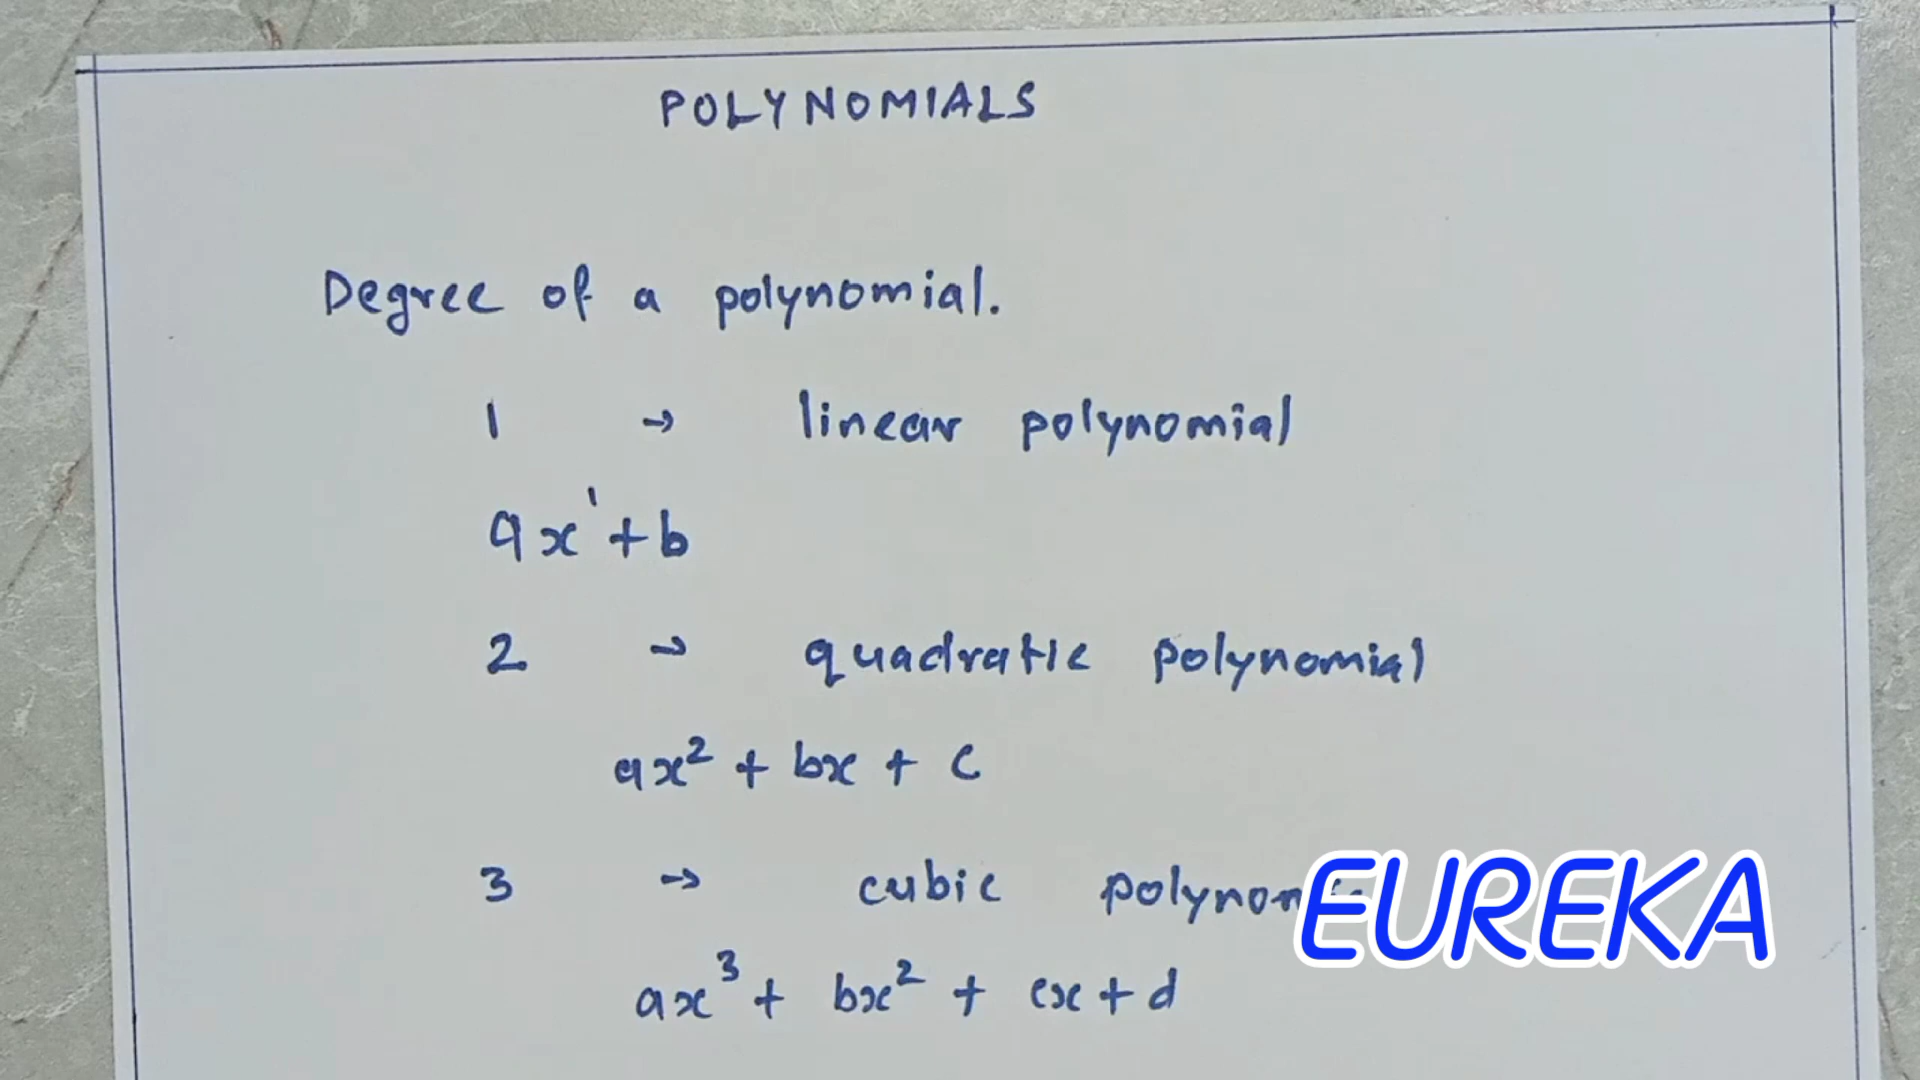 POLYNOMIALS
Degree of a polynomial.
1 → linear polynomial
ax¹ + b
2 → quadratic polynomial
ax² + bx + c
3 → cubic
EUREKA
ax³ + bx² + cx + d